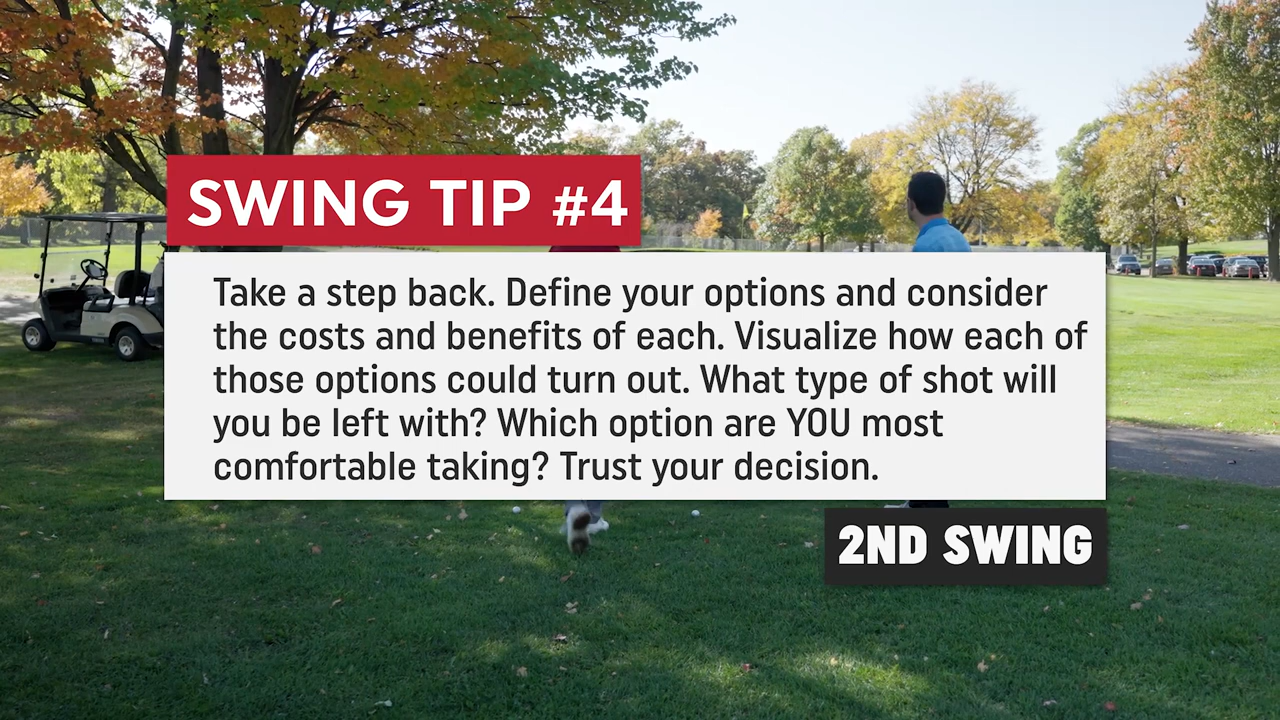 SWING TIP #4
Take a step back. Define your options and consider
the costs and benefits of each. Visualize how each of
those options could turn out. What type of shot will
you be left with? Which option are YOU most
comfortable taking? Trust your decision.
2ND SWING